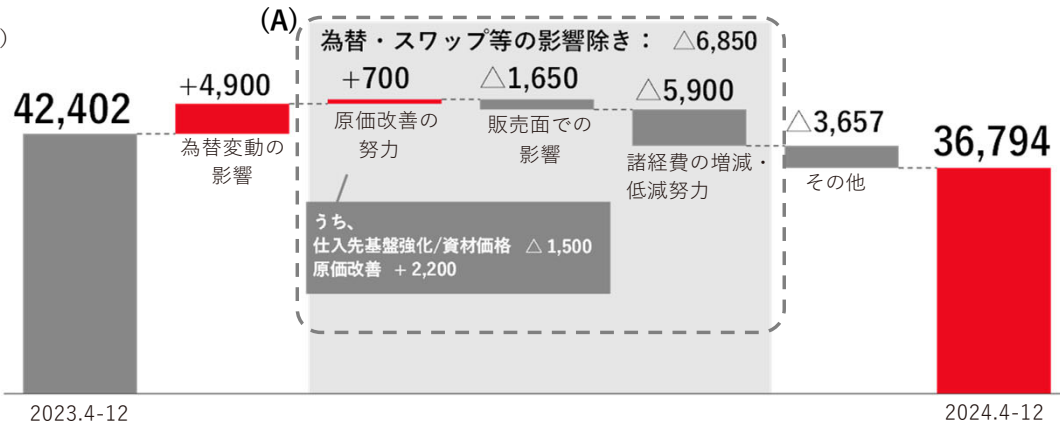 )
(A)
為替・スワップ等の影響除き： △6,850
42,402
+4,900
為替変動の
影響
+700
原価改善の
努力
△1,650
販売面での
影響
△5,900
諸経費の増減・
低減努力
△3,657
その他
36,794
うち、
仕入先基盤強化/資材価格 △ 1,500
原価改善 + 2,200
2023.4-12
2024.4-12